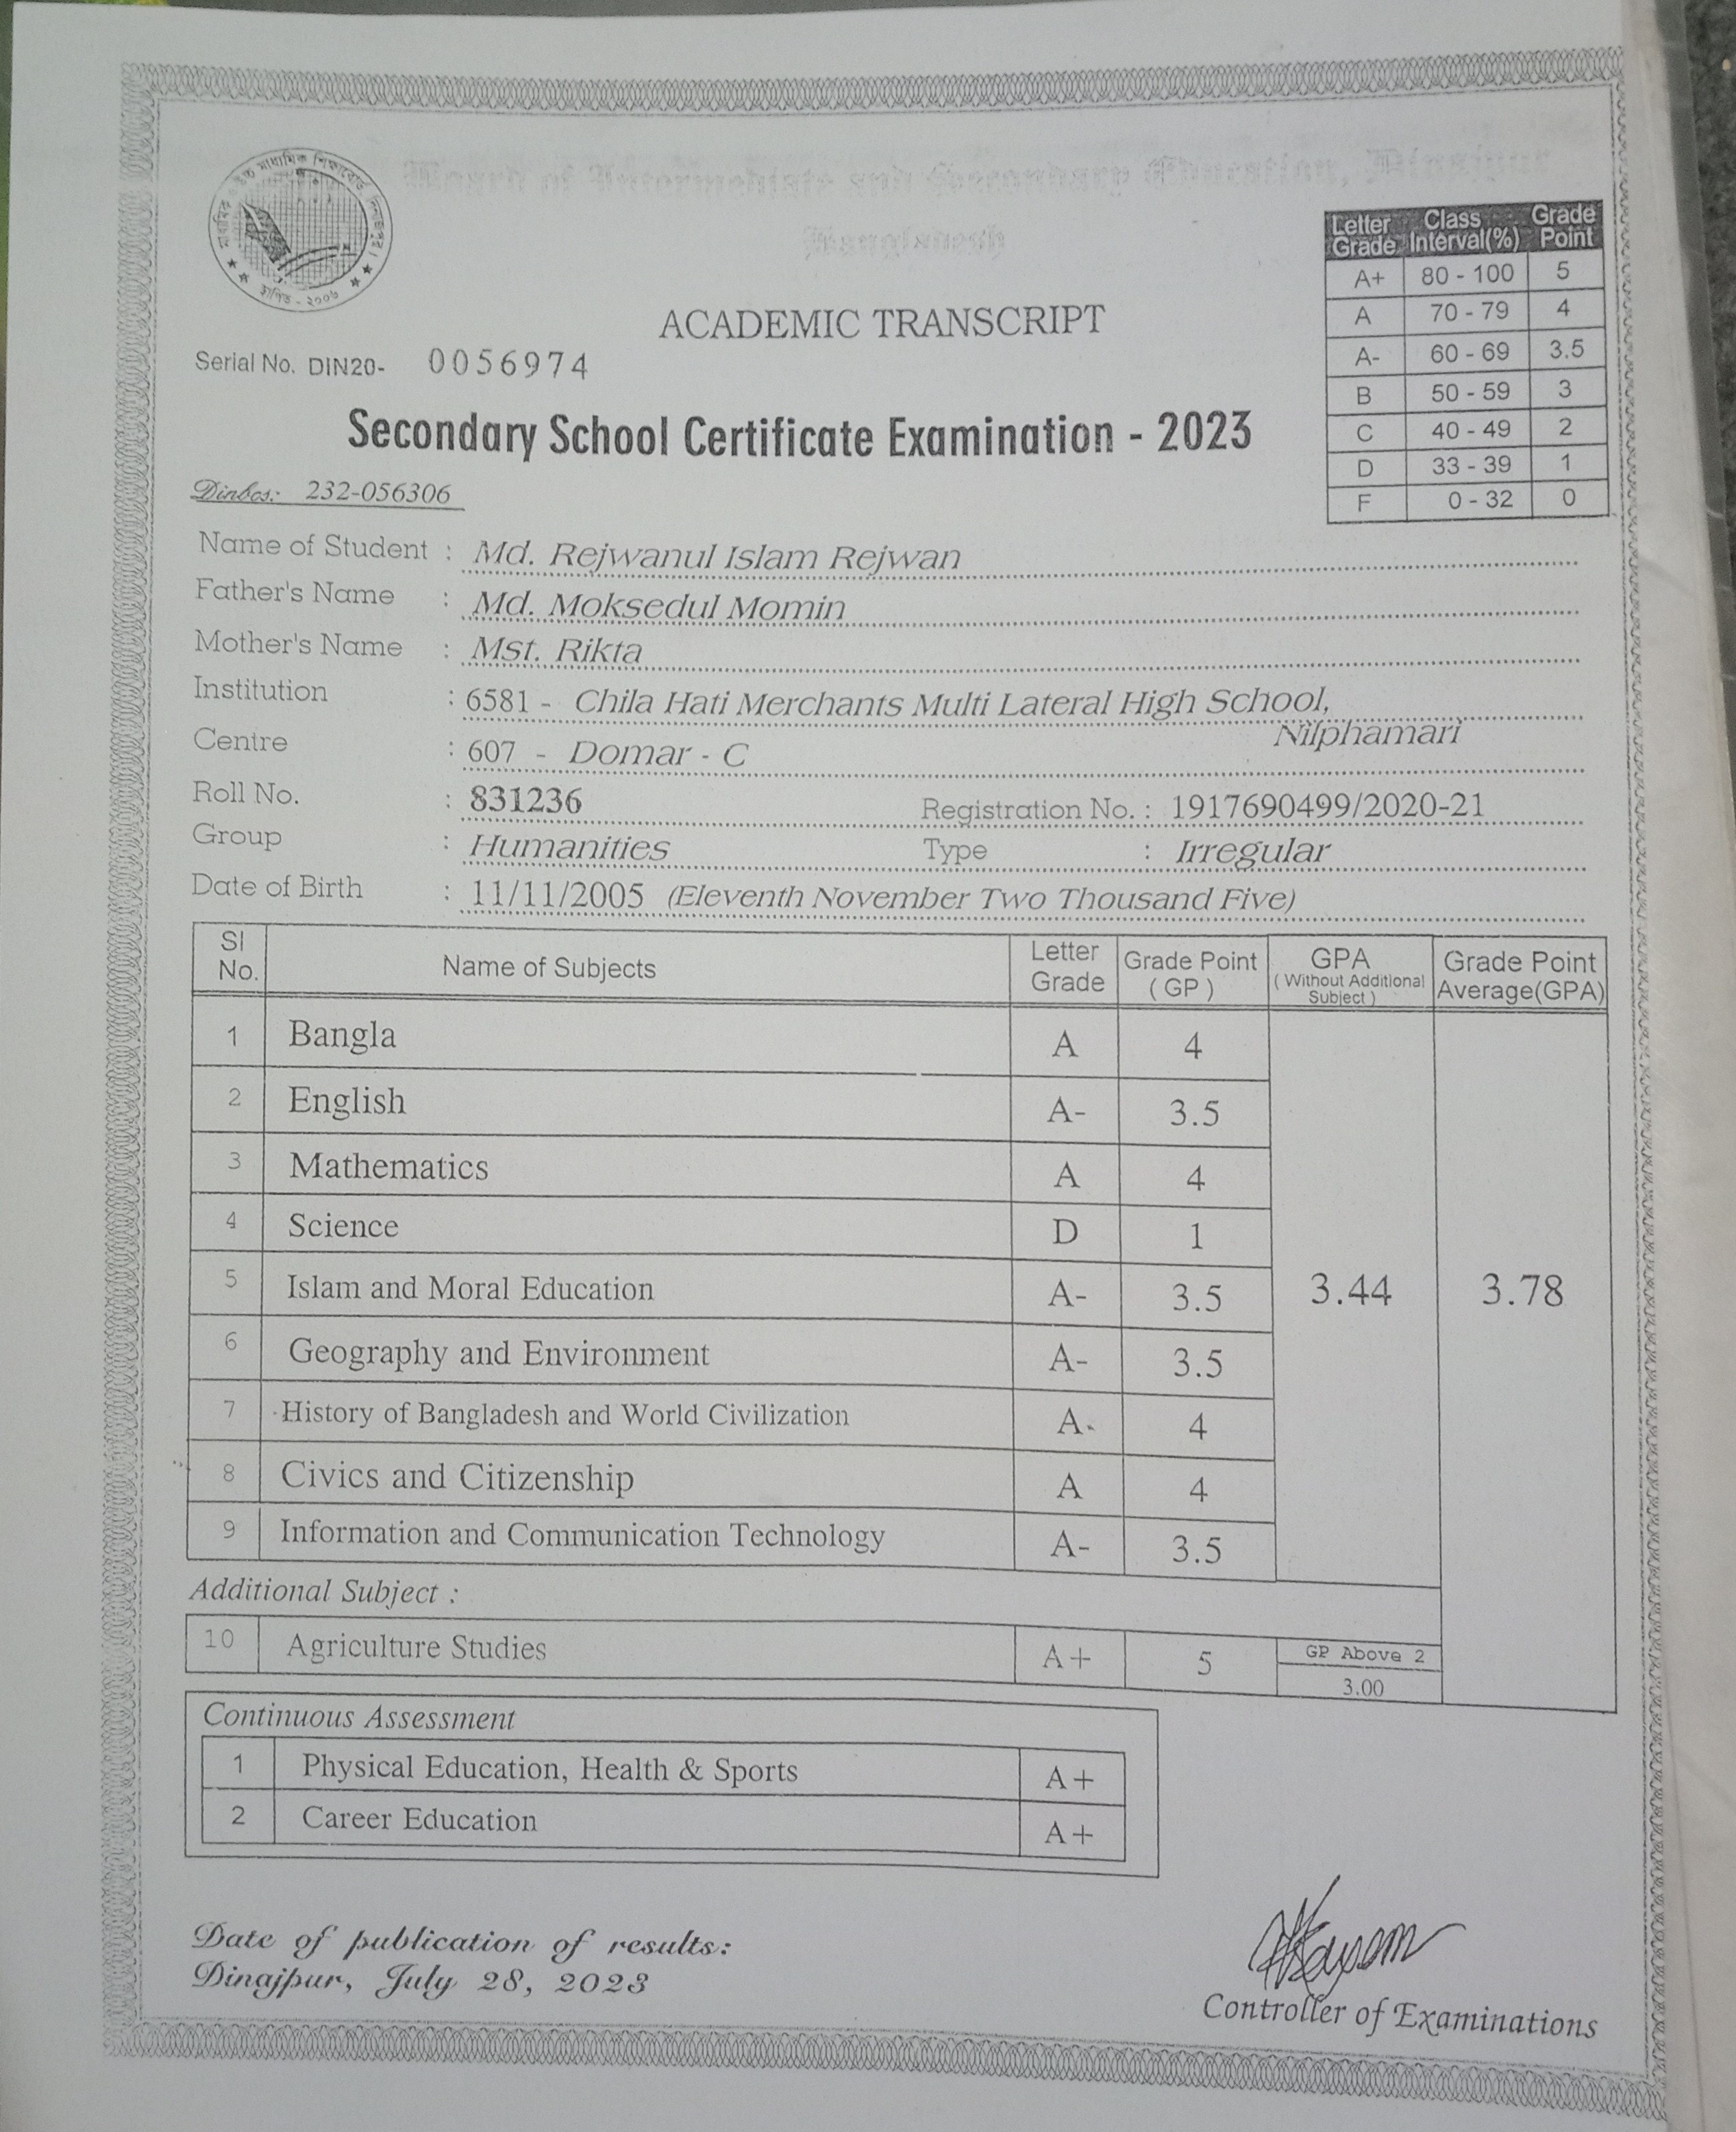 মাধ্যমিক ও উচ্চ মাধ্যমিক শিক্ষাবোর্ড, দিনাজপুর।
স্থাপিত - ২০০৬
Letter Grade Class Interval(%) Grade Point
A+ 80 - 100 5
A 70 - 79 4
A- 60 - 69 3.5
B 50 - 59 3
C 40 - 49 2
D 33 - 39 1
F 0 - 32 0
ACADEMIC TRANSCRIPT
Serial No. DIN20- 0056974
Secondary School Certificate Examination - 2023
Dinbos: 232-056306
Name of Student : Md. Rejwanul Islam Rejwan
Father's Name : Md. Moksedul Momin
Mother's Name : Mst. Rikta
Institution : 6581 - Chila Hati Merchants Multi Lateral High School,
Nilphamari
Centre : 607 - Domar - C
Roll No. : 831236 Registration No. : 1917690499/2020-21
Group : Humanities Type : Irregular
Date of Birth : 11/11/2005 (Eleventh November Two Thousand Five)
Sl No. Name of Subjects Letter Grade Grade Point (GP) GPA (Without Additional Subject) Grade Point Average(GPA)
1 Bangla A 4
2 English A- 3.5
3 Mathematics A 4
4 Science D 1
5 Islam and Moral Education A- 3.5 3.44 3.78
6 Geography and Environment A- 3.5
7 History of Bangladesh and World Civilization A 4
8 Civics and Citizenship A 4
9 Information and Communication Technology A- 3.5
Additional Subject :
10 Agriculture Studies A+ 5 GP Above 2
3.00
Continuous Assessment
1 Physical Education, Health & Sports A+
2 Career Education A+
Date of publication of results:
Dinajpur, July 28, 2023
Controller of Examinations